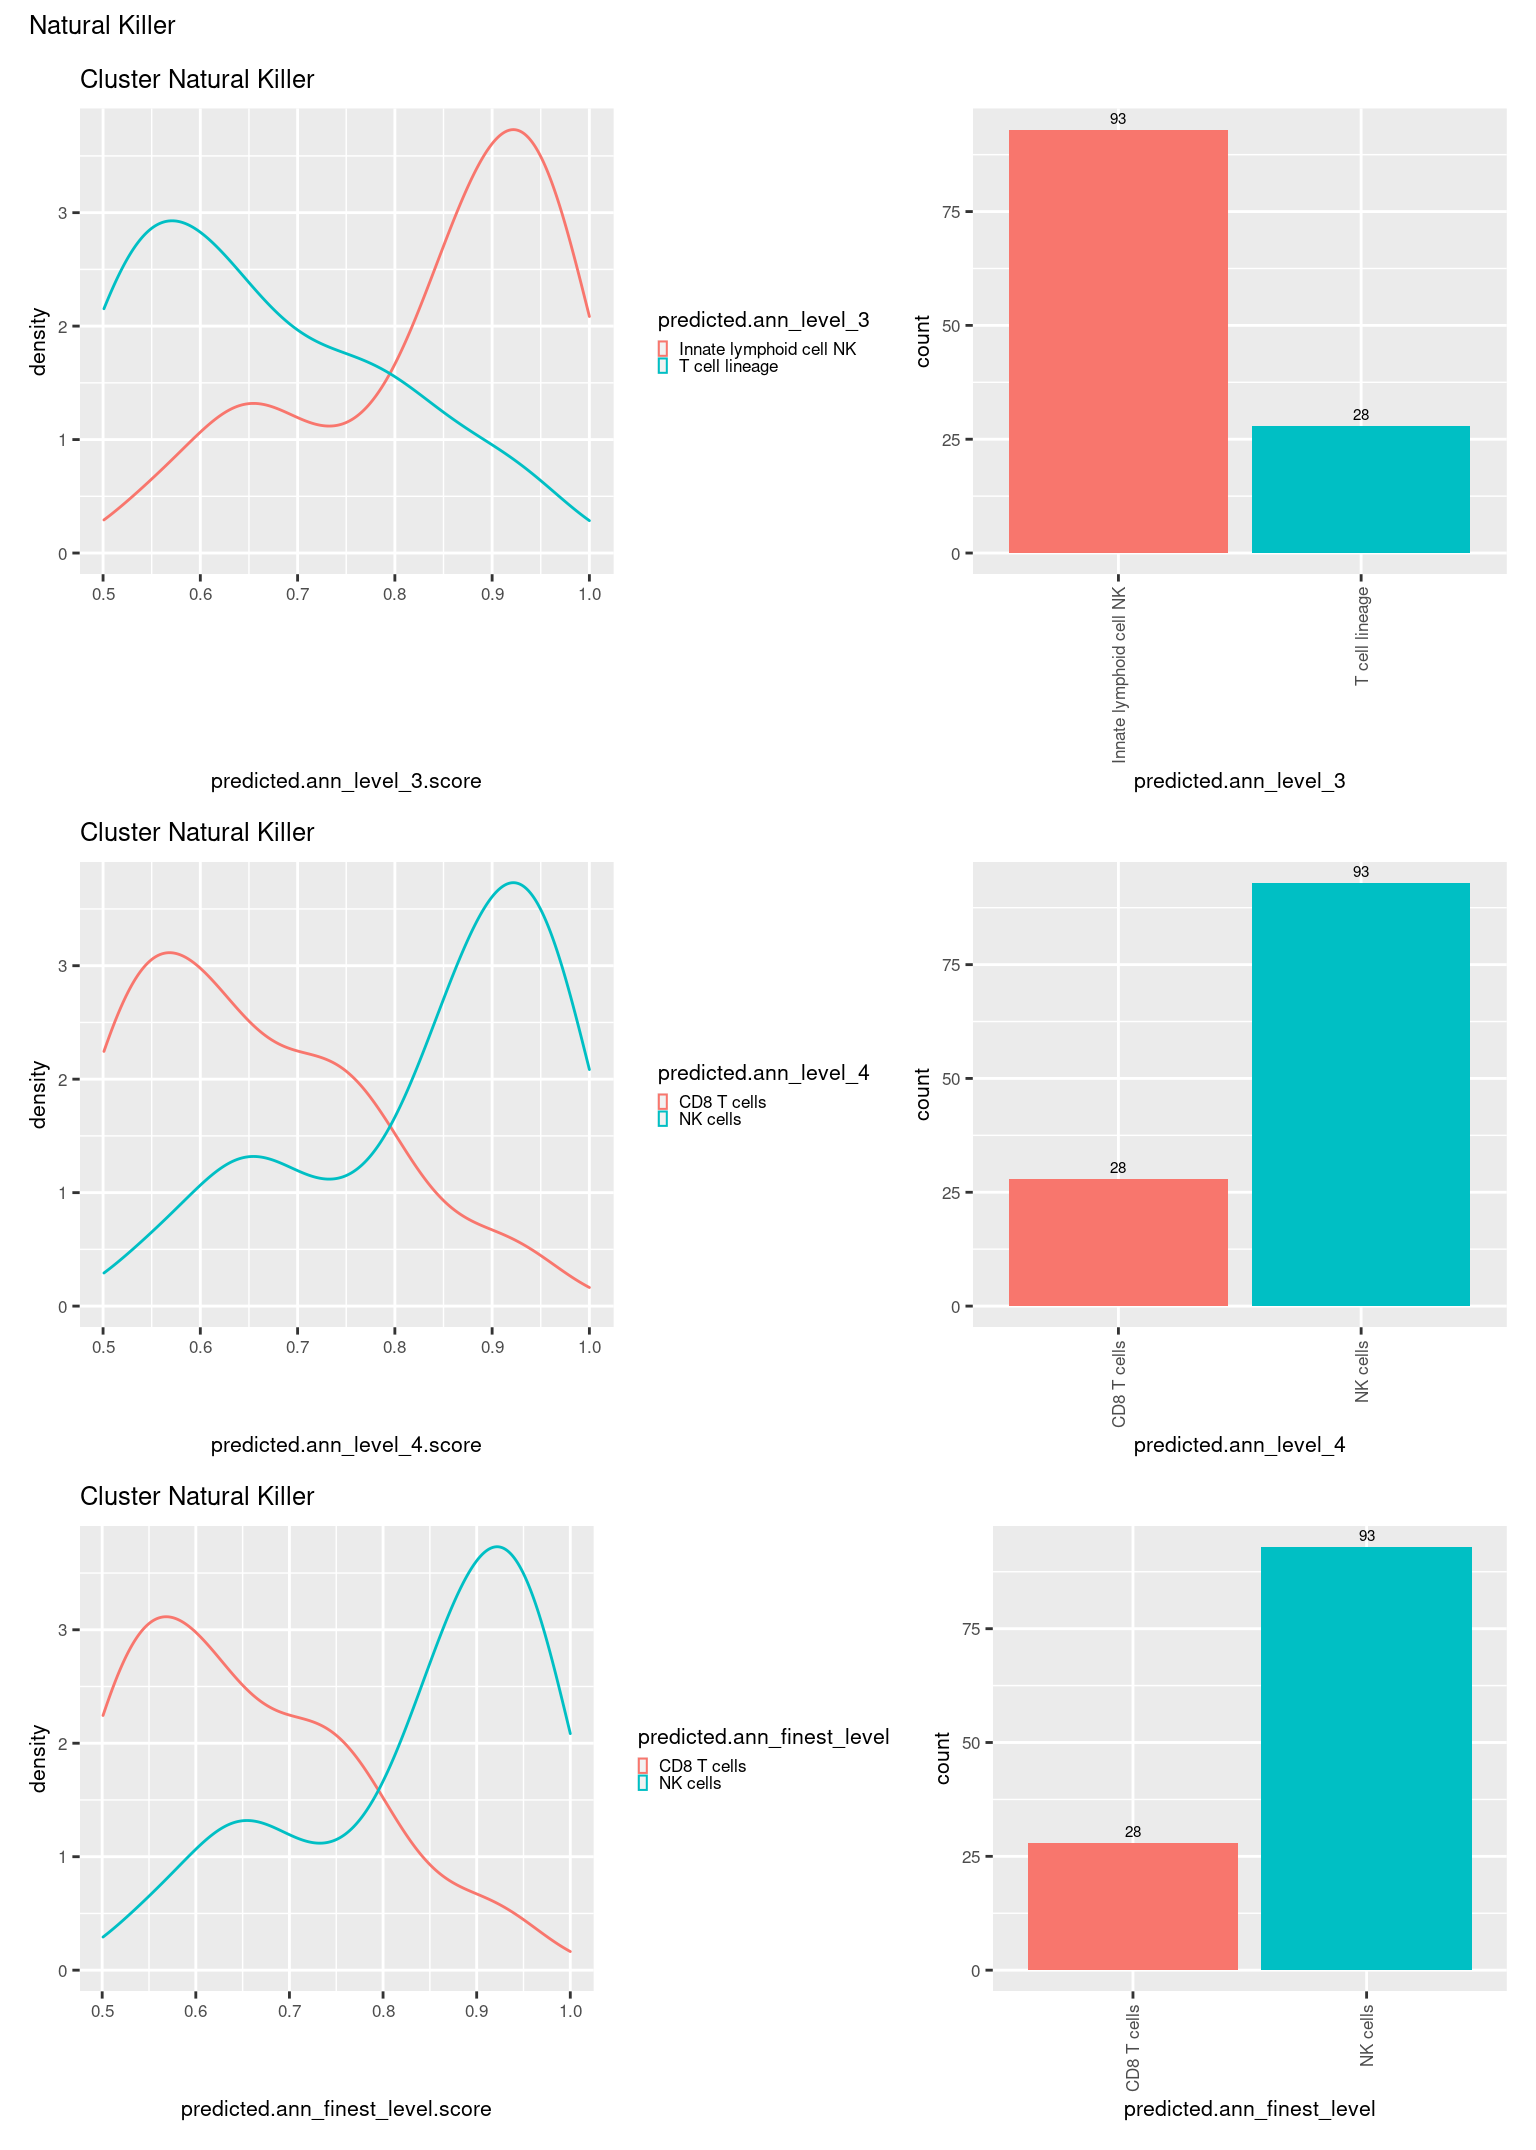 Natural Killer
Cluster Natural Killer
density
3
2
1
0
0.5 0.6 0.7 0.8 0.9 1.0
predicted.ann_level_3.score
predicted.ann_level_3
Innate lymphoid cell NK
T cell lineage
count
75
50
25
0
93
28
Innate lymphoid cell NK
T cell lineage
predicted.ann_level_3
Cluster Natural Killer
density
3
2
1
0
0.5 0.6 0.7 0.8 0.9 1.0
predicted.ann_level_4.score
predicted.ann_level_4
CD8 T cells
NK cells
count
75
50
25
0
28
93
CD8 T cells
NK cells
predicted.ann_level_4
Cluster Natural Killer
density
3
2
1
0
0.5 0.6 0.7 0.8 0.9 1.0
predicted.ann_finest_level.score
predicted.ann_finest_level
CD8 T cells
NK cells
count
75
50
25
0
28
93
CD8 T cells
NK cells
predicted.ann_finest_level